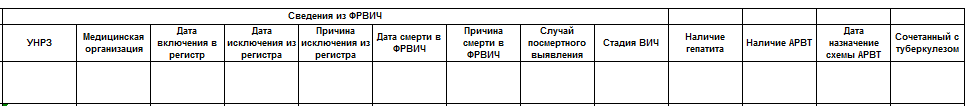 Сведения из ФРВИЧ
УНРЗ
Медицинская
организация
Дата
включения в
регистр
Дата
исключения из
регистра
Причина
исключения из
регистра
Дата смерти в
ФРВИЧ
Причина
смерти в
ФРВИЧ
Случай
посмертного
выявления
Стадия ВИЧ
Наличие
гепатита
Наличие АРВТ
Дата
назначение
схемы АРВТ
Сочетанный с
туберкулезом